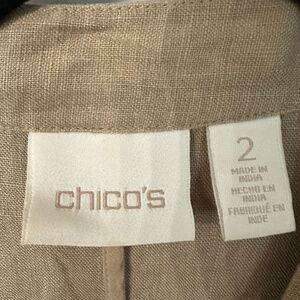 chico's
2
MADE IN
INDIA
HECHO EN
INDIA
FABRIQUÉ EN
INDE